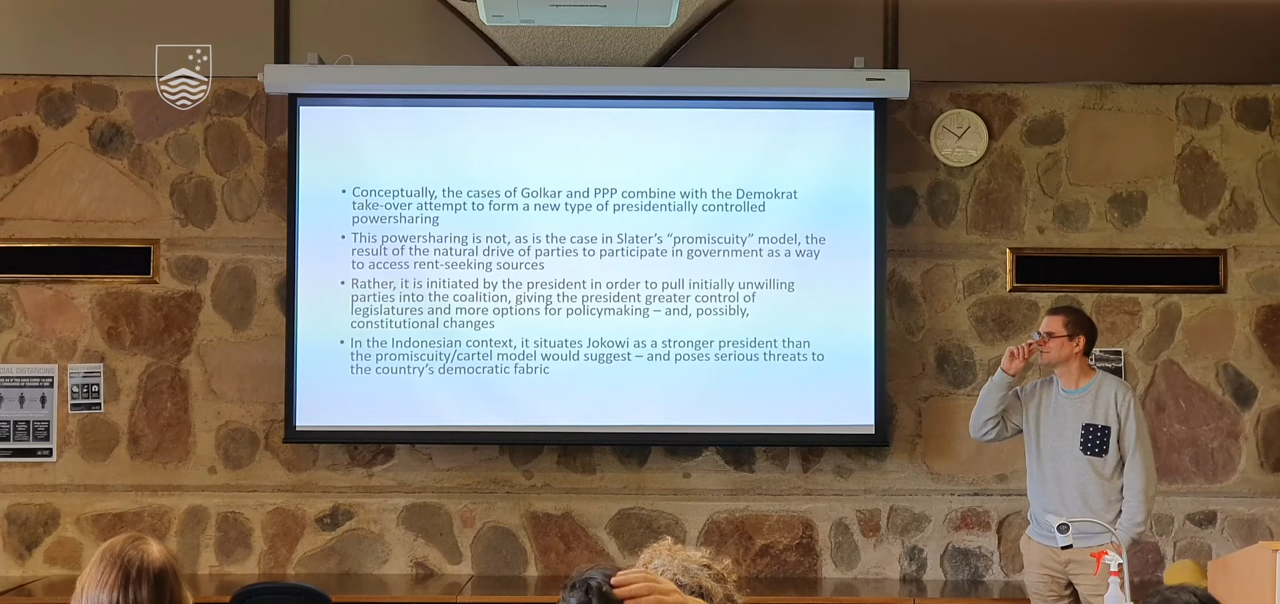 • Conceptually, the cases of Golkar and PPP combine with the Demokrat
take-over attempt to form a new type of presidentially controlled
powersharing
• This powersharing is not, as is the case in Slater's "promiscuity" model, the
result of the natural drive of parties to participate in government as a way
to access rent-seeking sources
• Rather, it is initiated by the president in order to pull initially unwilling
parties into the coalition, giving the president greater control of
legislatures and more options for policymaking – and, possibly,
constitutional changes
• In the Indonesian context, it situates Jokowi as a stronger president than
the promiscuity/cartel model would suggest – and poses serious threats to
the country's democratic fabric
DISTANCING